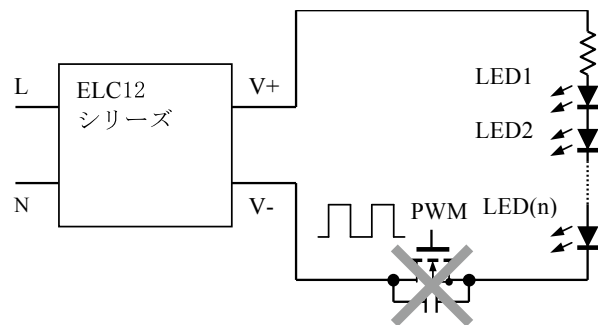 L
ELC12
シリーズ
V+
LED1
LED2
N
V-
PWM
LED(n)